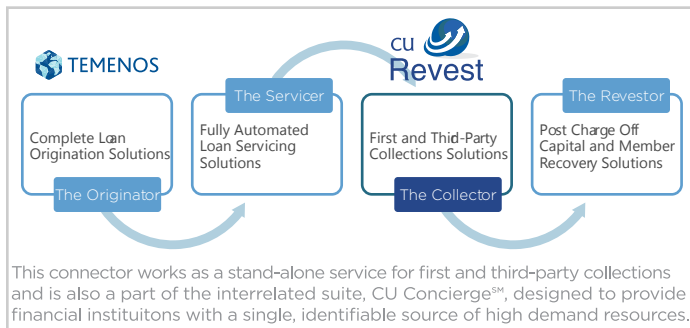 TEMENOS
cu
Revest
The Servicer
The Revestor
Complete Loan
Origination Solutions
Fully Automated
Loan Servicing
Solutions
First and Third-Party
Collections Solutions
Post Charge Off
Capital and Member
Recovery Solutions
The Originator
The Collector
This connector works as a stand-alone service for first and third-party collections
and is also a part of the interrelated suite, CU Concierge℠, designed to provide
financial instituitons with a single, identifiable source of high demand resources.